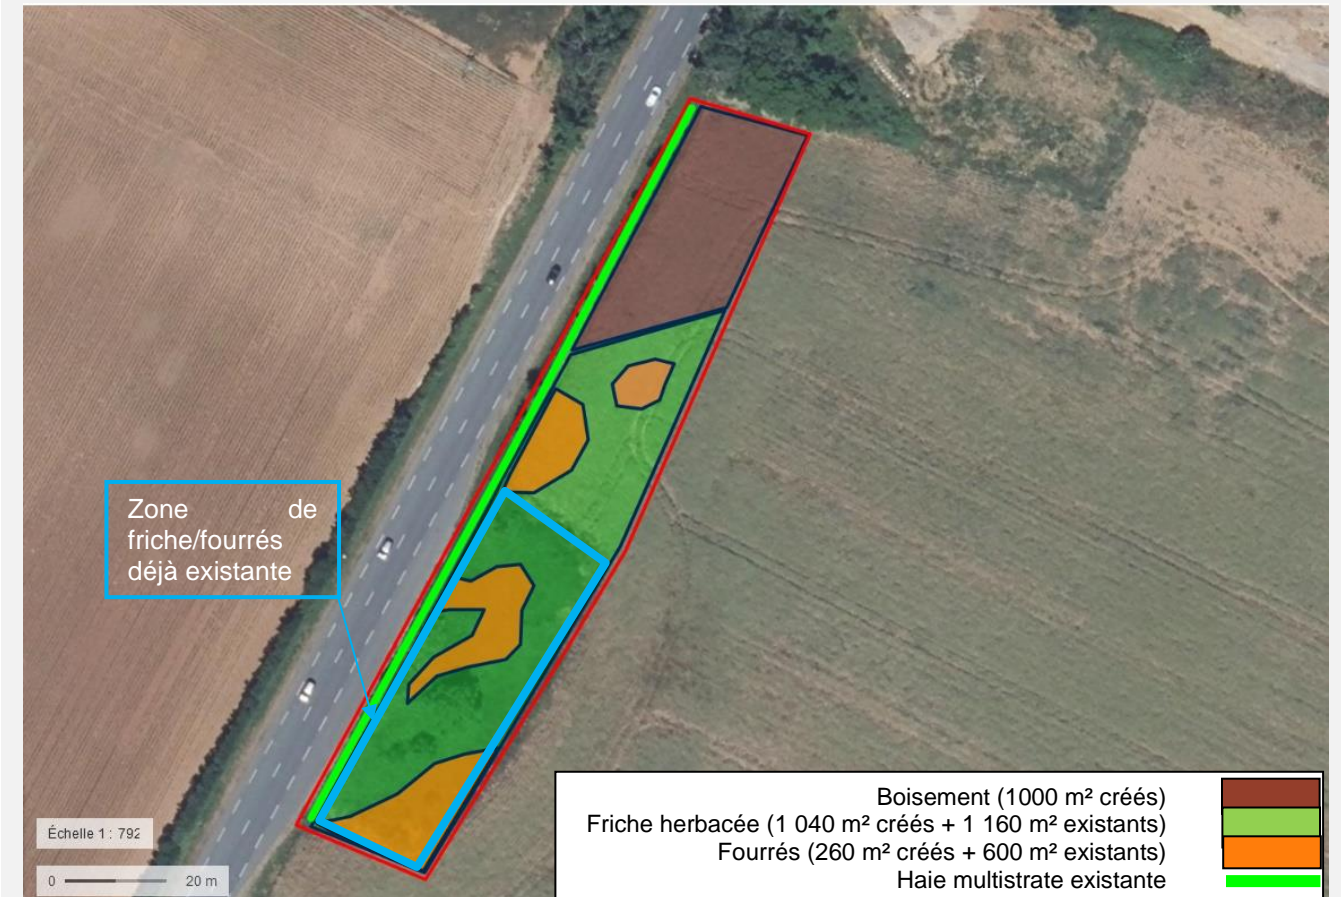 Zone de
friche/fourrés
déjà existante
Échelle 1 : 792
0 20 m
Boisement (1000 m² créés)
Friche herbacée (1 040 m² créés + 1 160 m² existants)
Fourrés (260 m² créés + 600 m² existants)
Haie multistrate existante